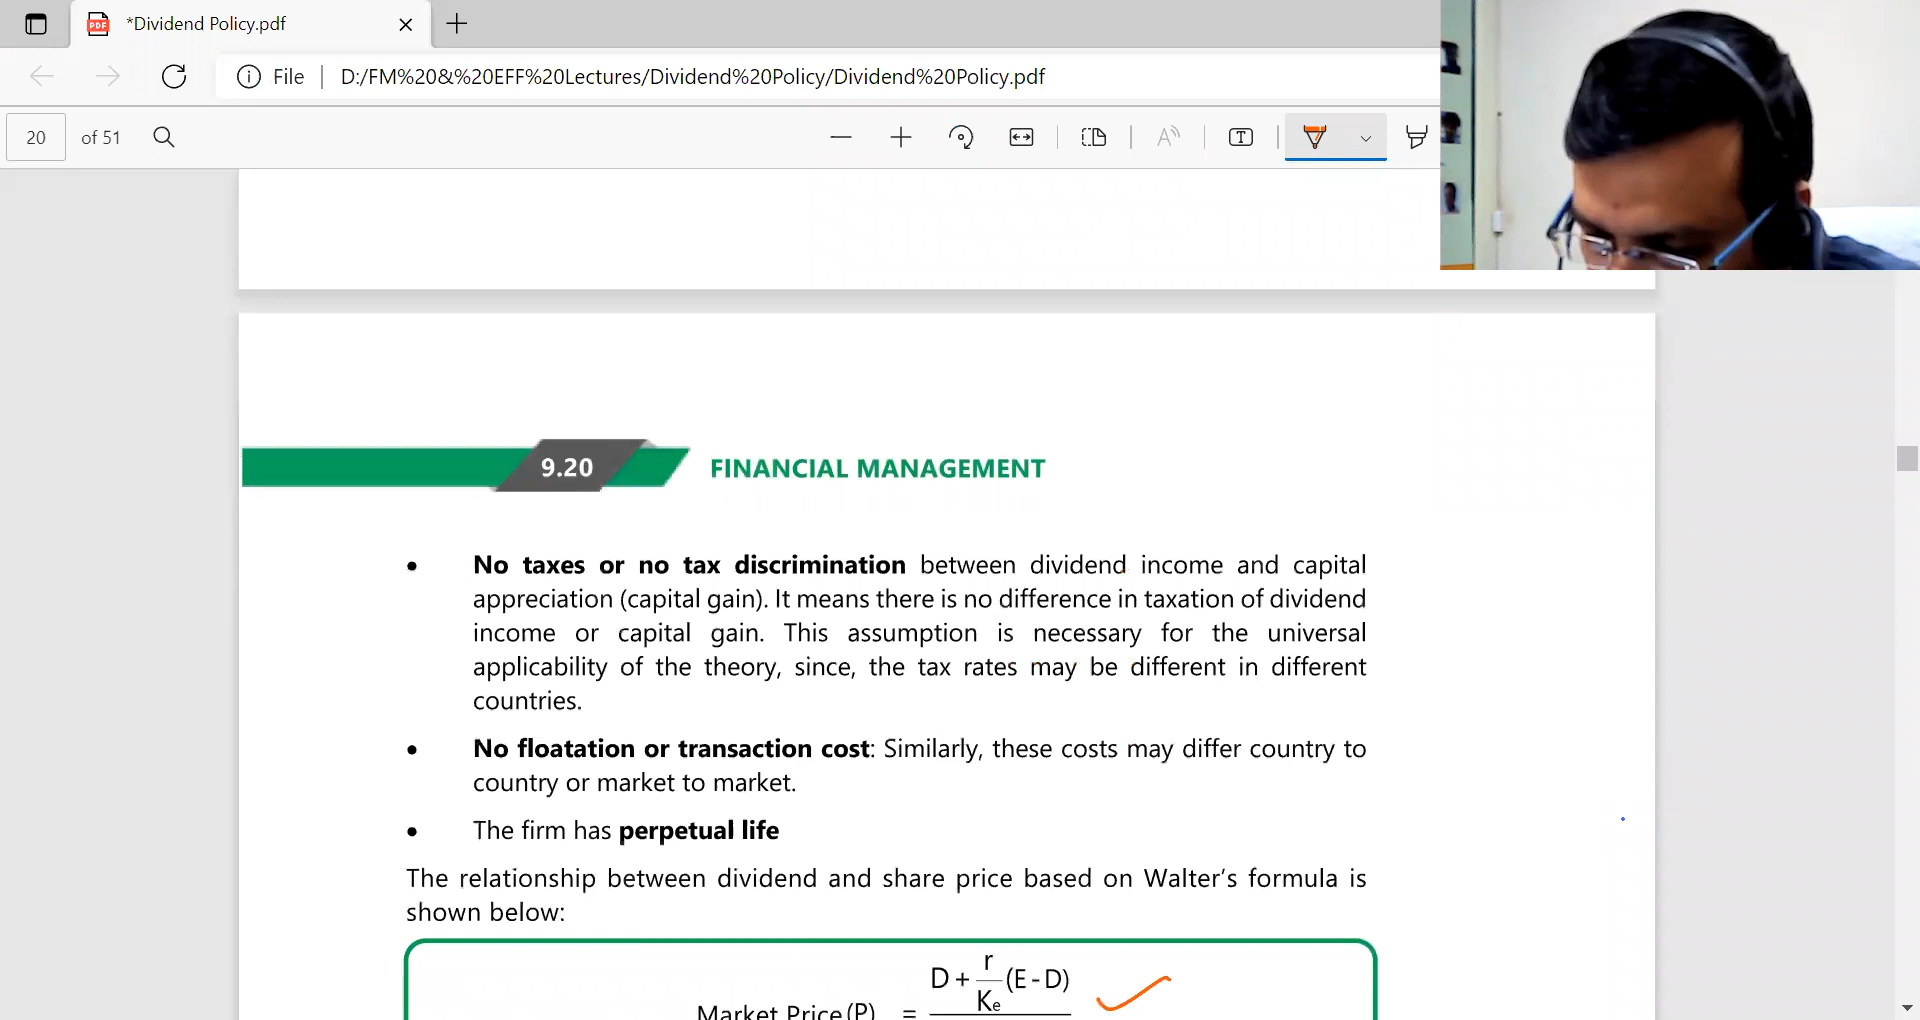 *Dividend Policy.pdf
File D:/FM%20&%20EFF%20Lectures/Dividend%20Policy/Dividend%20Policy.pdf
20 of 51
9.20 FINANCIAL MANAGEMENT
• No taxes or no tax discrimination between dividend income and capital
appreciation (capital gain). It means there is no difference in taxation of dividend
income or capital gain. This assumption is necessary for the universal
applicability of the theory, since, the tax rates may be different in different
countries.
• No floatation or transaction cost: Similarly, these costs may differ country to
country or market to market.
• The firm has perpetual life
The relationship between dividend and share price based on Walter's formula is
shown below:
D + r/Ke (E - D)
Market Price (P) =